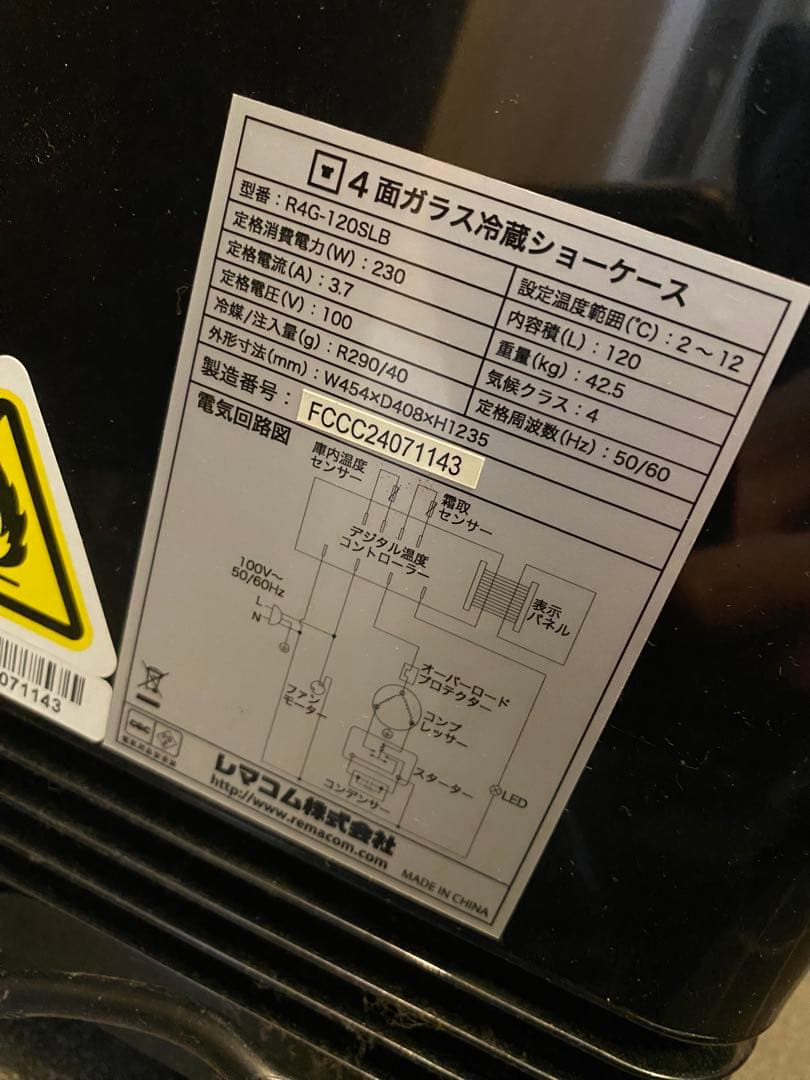 4面ガラス冷蔵ショーケース
型番：R4G-120SLB
定格消費電力(W)：230
定格電流(A)：3.7
定格電圧(V)：100
冷媒/注入量(g)：R290/40
外形寸法(mm)：W454×D408×H1235
設定温度範囲(℃)：2～12
内容積(L)：120
重量(kg)：42.5
気候クラス：4
定格周波数(Hz)：50/60
製造番号：FCCC24071143
電気回路図
庫内温度
センサー
霜取
センサー
デジタル温度
コントローラー
100V～
50/60Hz
L
N
表示
パネル
オーバーロード
プロテクター
ファン
モーター
コンプ
レッサー
スターター
コンデンサー
LED
レマコム株式会社
http://www.remacom.com
MADE IN CHINA
071143